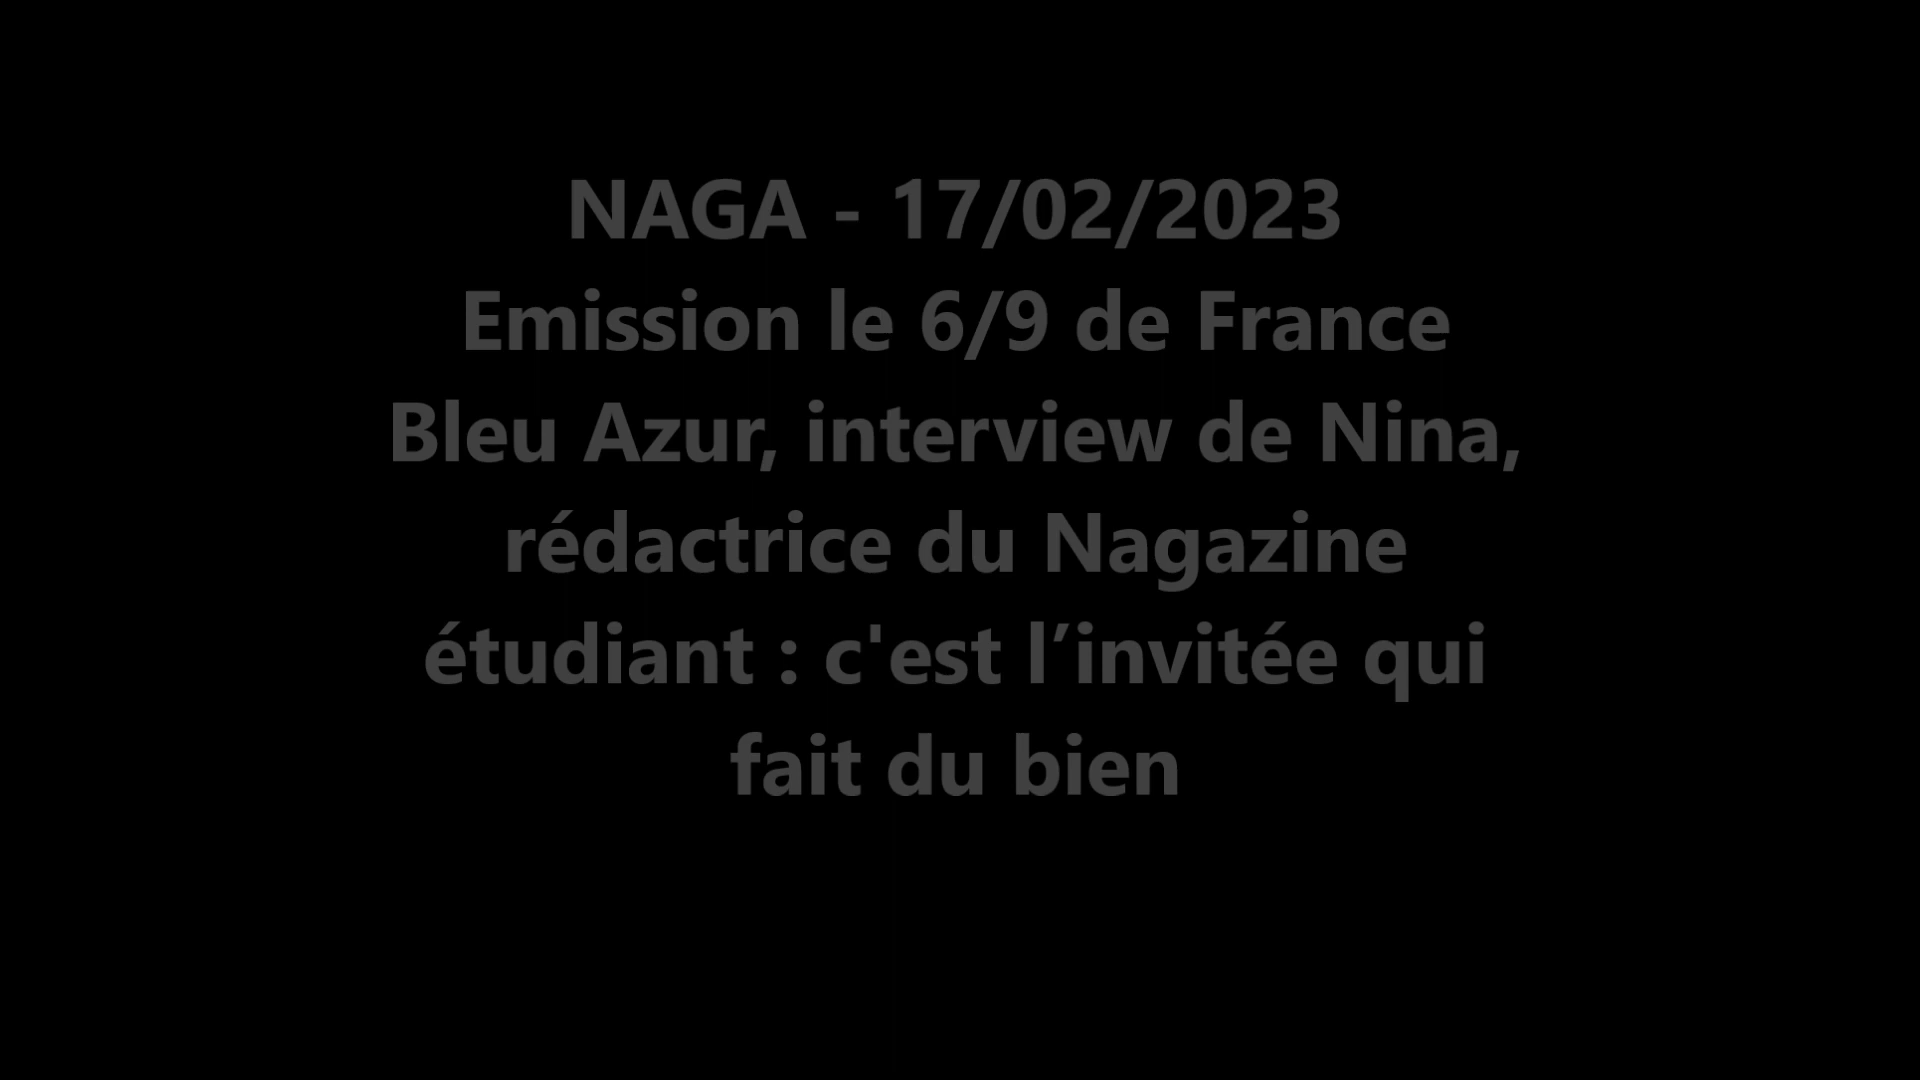 NAGA - 17/02/2023
Emission le 6/9 de France
Bleu Azur, interview de Nina,
rédactrice du Nagazine
étudiant : c'est l’invitée qui
fait du bien